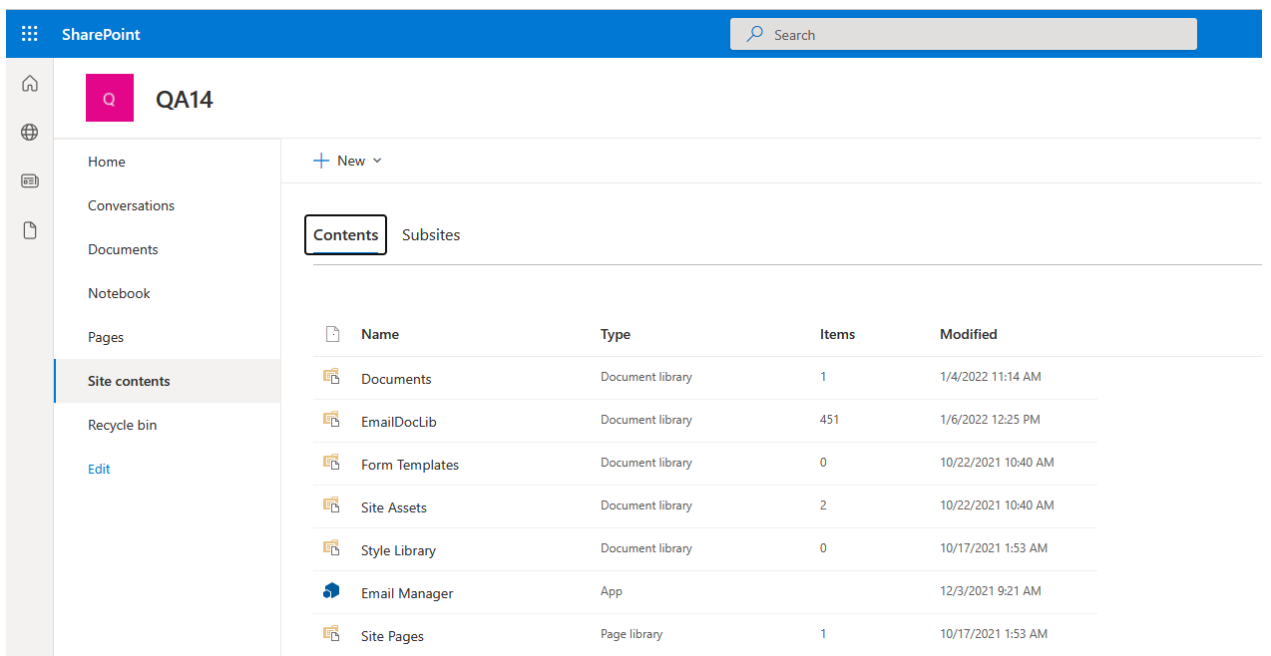 SharePoint
Search
Q
QA14
Home
Conversations
Documents
Notebook
Pages
Site contents
Recycle bin
Edit
New
Contents Subsites
Name Type Items Modified
Documents Document library 1 1/4/2022 11:14 AM
EmailDocLib Document library 451 1/6/2022 12:25 PM
Form Templates Document library 0 10/22/2021 10:40 AM
Site Assets Document library 2 10/22/2021 10:40 AM
Style Library Document library 0 10/17/2021 1:53 AM
Email Manager App 12/3/2021 9:21 AM
Site Pages Page library 1 10/17/2021 1:53 AM